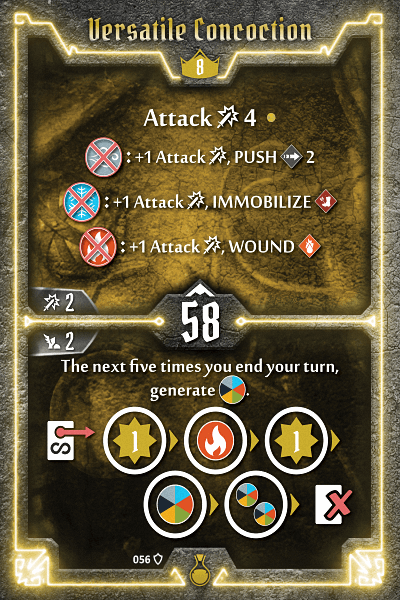 Versatile Concoction
8
Attack 4
: +1 Attack, PUSH 2
: +1 Attack, IMMOBILIZE
: +1 Attack, WOUND
2
58
2
The next five times you end your turn,
generate .
1 1
056